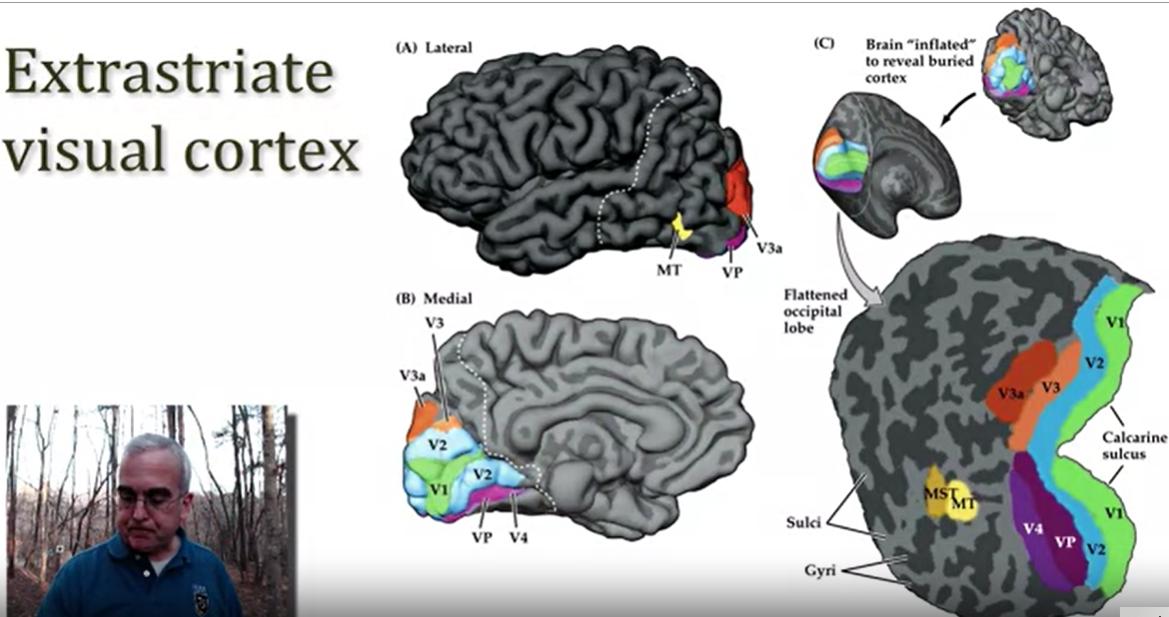 Extrastriate
visual cortex
(A) Lateral
MT
VP
V3a
(B) Medial
V3
V3a
V2
V1
V2
VP
V4
(C)
Brain “inflated”
to reveal buried
cortex
Flattened
occipital
lobe
V1
V2
V3
V3a
Calcarine
sulcus
MST
MT
V4
VP
V2
V1
Sulci
Gyri